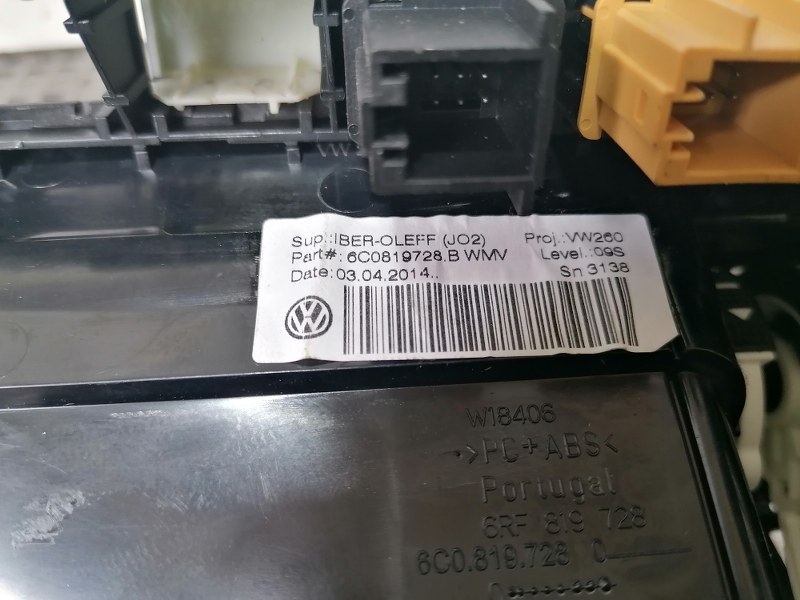 Sup.:IBER-OLEFF (JO2) Proj.:VW260
Part#: 6C0819728.B WMV Level.:09S
Date: 03.04.2014.. Sn 3138
W18406
>PC+ABS<
Portugal
6RF 819 728
6C0.819.728 0